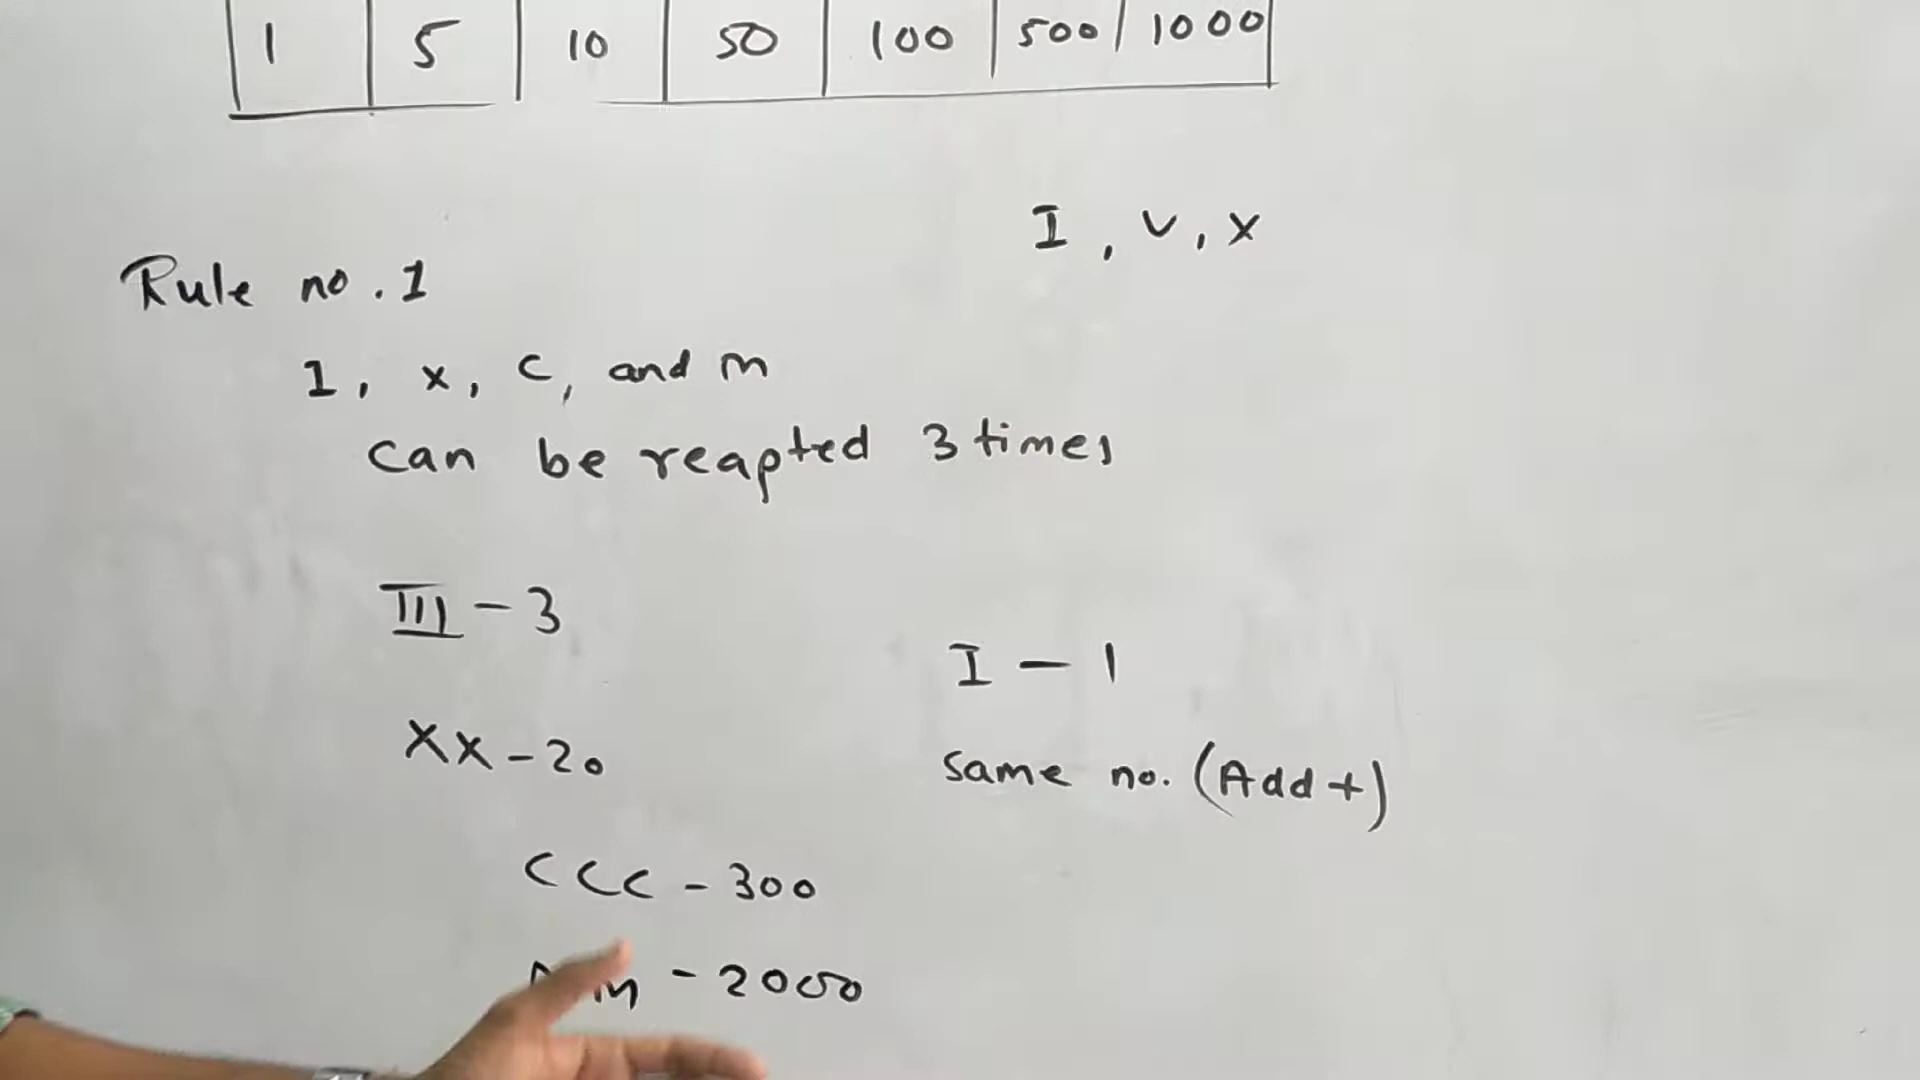 1 5 10 50 100 500 1000
I, V, X
Rule no. 1
I, X, C, and M
can be reapted 3 times
III - 3
I - 1
XX - 20
same no. (Add +)
CCC - 300
- 2000